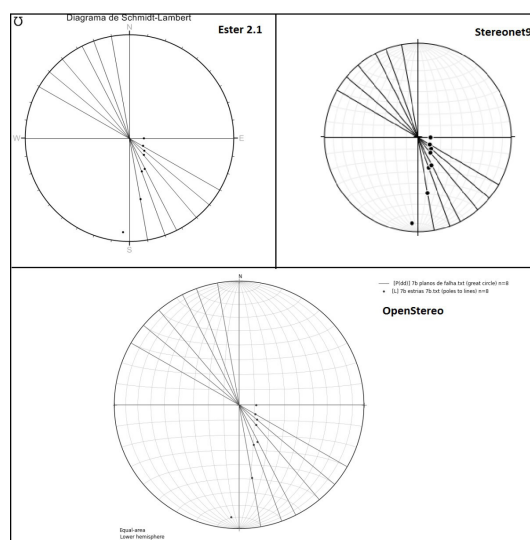 Ʊ
Diagrama de Schmidt-Lambert
Ester 2.1
N
W
E
S
Stereonet9
N
[P(dd)] 7b planos de falha txt (great circle) n=8
[L] 7b estrias 7b txt (poles to lines) n=8
OpenStereo
Equal-area
Lower hemisphere